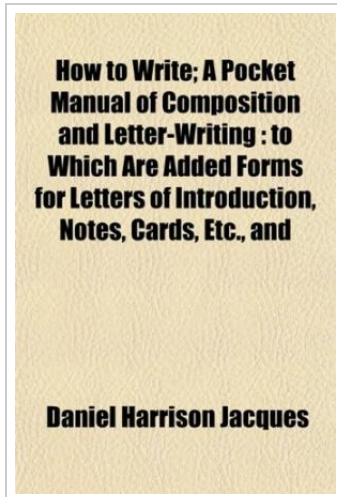 How to Write; A Pocket
Manual of Composition
and Letter-Writing : to
Which Are Added Forms
for Letters of Introduction,
Notes, Cards, Etc., and
Daniel Harrison Jacques